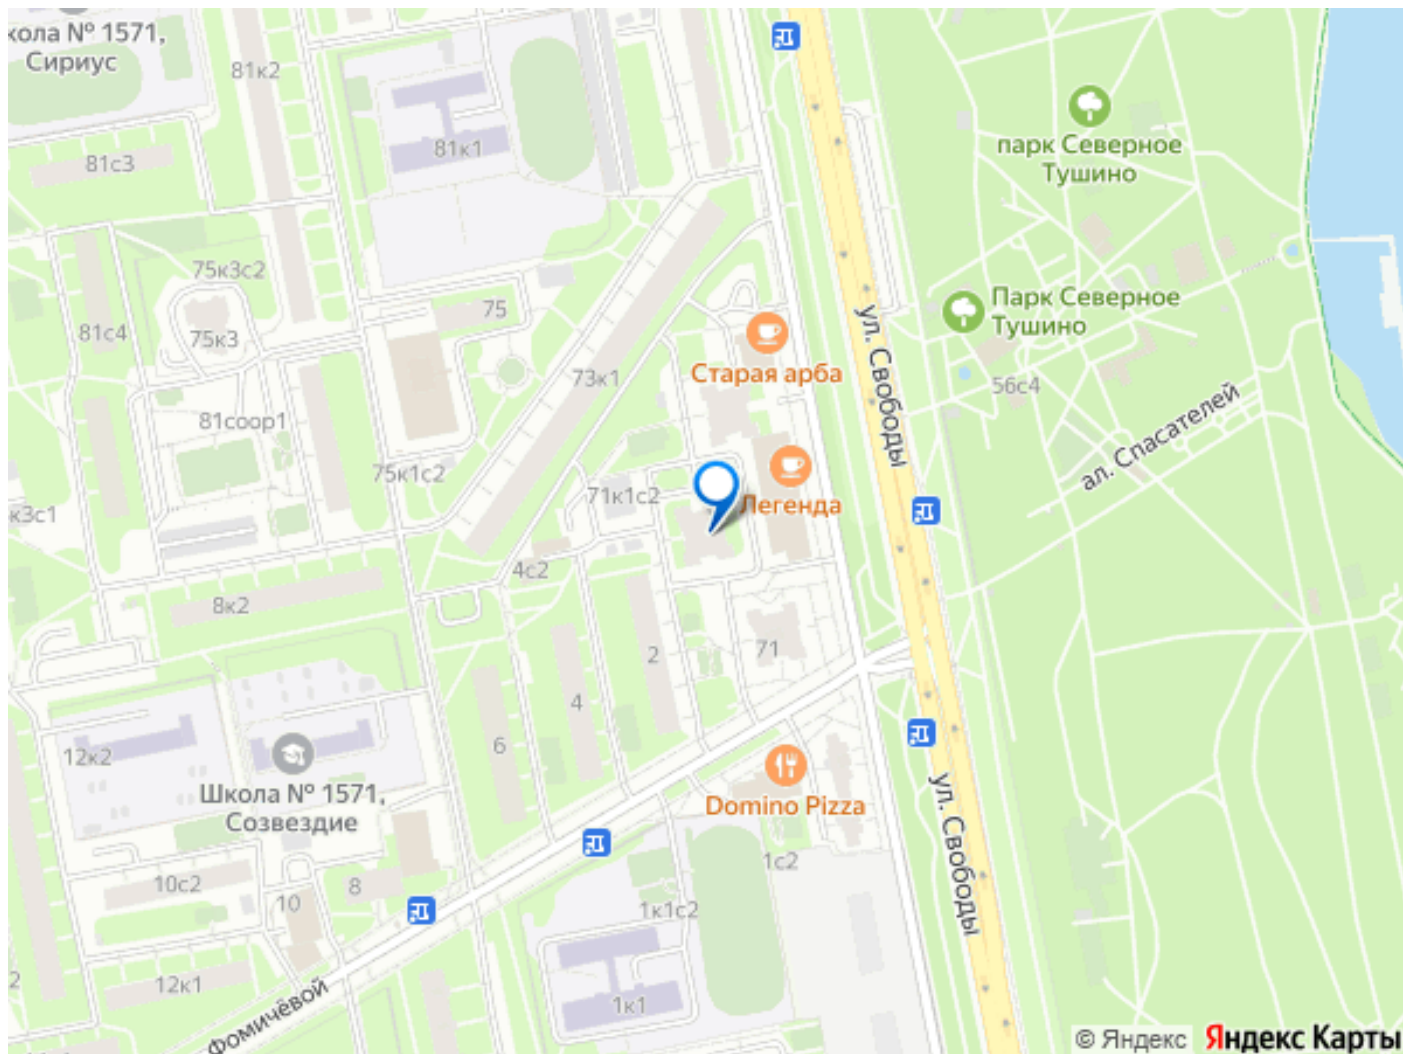 кола № 1571,
Сириус
81к2
81к1
81с3
парк Северное
Тушино
75к3с2
75
Парк Северное
Тушино
ул. Свободы
81с4
75к3
Старая арба
73к1
56с4
81соор1
ал. Спасателей
75к1с2
71к1с2
Легенда
к3с1
4с2
8к2
2
71
4
6
12к2
Школа № 1571,
Созвездие
Domino Pizza
ул. Свободы
1с2
10с2
8
10
1к1с2
2
12к1
Фомичёвой
1к1
© Яндекс Яндекс Карты